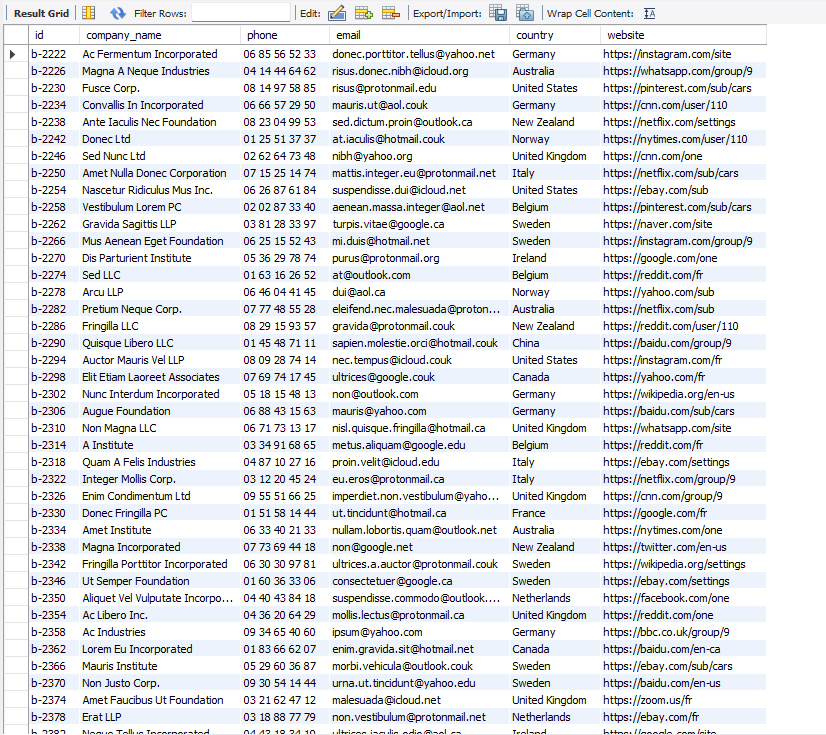 Result Grid Filter Rows: Edit: Export/Import: Wrap Cell Content:
id company_name phone email country website
b-2222 Ac Fermentum Incorporated 06 85 56 52 33 donec.porttitor.tellus@yahoo.net Germany https://instagram.com/site
b-2226 Magna A Neque Industries 04 14 44 64 62 risus.donec.nibh@icloud.org Australia https://whatsapp.com/group/9
b-2230 Fusce Corp. 08 14 97 58 85 risus@protonmail.edu United States https://pinterest.com/sub/cars
b-2234 Convallis In Incorporated 06 66 57 29 50 mauris.ut@aol.couk Germany https://cnn.com/user/110
b-2238 Ante Iaculis Nec Foundation 08 23 04 99 53 sed.dictum.proin@outlook.ca New Zealand https://netflix.com/settings
b-2242 Donec Ltd 01 25 51 37 37 at.iaculis@hotmail.couk Norway https://nytimes.com/user/110
b-2246 Sed Nunc Ltd 02 62 64 73 48 nibh@yahoo.org United Kingdom https://cnn.com/one
b-2250 Amet Nulla Donec Corporation 07 15 25 14 74 mattis.integer.eu@protonmail.net Italy https://netflix.com/sub/cars
b-2254 Nascetur Ridiculus Mus Inc. 06 26 87 61 84 suspendisse.dui@icloud.net United States https://ebay.com/sub
b-2258 Vestibulum Lorem PC 02 02 87 33 40 aenean.massa.integer@aol.net Belgium https://pinterest.com/sub/cars
b-2262 Gravida Sagittis LLP 03 81 28 33 97 turpis.vitae@google.ca Sweden https://naver.com/site
b-2266 Mus Aenean Eget Foundation 06 25 15 52 43 mi.duis@hotmail.net Sweden https://instagram.com/group/9
b-2270 Dis Parturient Institute 05 36 29 78 74 purus@protonmail.org Ireland https://google.com/one
b-2274 Sed LLC 01 63 16 26 52 at@outlook.com Belgium https://reddit.com/fr
b-2278 Arcu LLP 06 46 04 41 45 dui@aol.ca Norway https://yahoo.com/sub
b-2282 Pretium Neque Corp. 07 77 48 55 28 eleifend.nec.malesuada@proton... Australia https://netflix.com/sub
b-2286 Fringilla LLC 08 29 15 93 57 gravida@protonmail.couk New Zealand https://reddit.com/user/110
b-2290 Quisque Libero LLC 01 45 48 71 11 sapien.molestie.orci@hotmail.couk China https://baidu.com/group/9
b-2294 Auctor Mauris Vel LLP 08 09 28 74 14 nec.tempus@icloud.couk United States https://instagram.com/fr
b-2298 Elit Etiam Laoreet Associates 07 69 74 17 45 ultrices@google.couk Canada https://yahoo.com/fr
b-2302 Nunc Interdum Incorporated 05 18 15 48 13 non@outlook.com Germany https://wikipedia.org/en-us
b-2306 Augue Foundation 06 88 43 15 63 mauris@yahoo.com Germany https://baidu.com/sub/cars
b-2310 Non Magna LLC 06 71 73 13 17 nisl.quisque.fringilla@hotmail.ca United Kingdom https://whatsapp.com/site
b-2314 A Institute 03 34 91 68 65 metus.aliquam@google.edu Belgium https://reddit.com/fr
b-2318 Quam A Felis Industries 04 87 10 27 16 proin.velit@icloud.edu Italy https://ebay.com/settings
b-2322 Integer Mollis Corp. 03 12 20 45 24 eu.eros@protonmail.ca Italy https://netflix.com/group/9
b-2326 Enim Condimentum Ltd 09 55 51 66 25 imperdiet.non.vestibulum@yaho... United Kingdom https://cnn.com/group/9
b-2330 Donec Fringilla PC 01 51 58 14 44 ut.tincidunt@hotmail.ca France https://google.com/fr
b-2334 Amet Institute 06 33 40 21 33 nullam.lobortis.quam@outlook.net Australia https://nytimes.com/one
b-2338 Magna Incorporated 07 73 69 44 18 non@google.net New Zealand https://twitter.com/en-us
b-2342 Fringilla Porttitor Incorporated 06 30 30 97 81 ultrices.a.auctor@protonmail.couk Sweden https://wikipedia.org/settings
b-2346 Ut Semper Foundation 01 60 36 33 06 consectetuer@google.ca Sweden https://ebay.com/settings
b-2350 Aliquet Vel Vulputate Incorpo... 04 40 43 84 18 suspendisse.commodo@outlook.... Netherlands https://facebook.com/one
b-2354 Ac Libero Inc. 04 36 20 64 29 mollis.lectus@protonmail.ca United Kingdom https://reddit.com/one
b-2358 Ac Industries 09 34 65 40 60 ipsum@yahoo.com Germany https://bbc.co.uk/group/9
b-2362 Lorem Eu Incorporated 01 83 66 62 07 enim.gravida.sit@hotmail.net Canada https://baidu.com/en-ca
b-2366 Mauris Institute 05 29 60 36 87 morbi.vehicula@outlook.couk Sweden https://ebay.com/sub/cars
b-2370 Non Justo Corp. 09 30 54 14 44 urna.ut.tincidunt@yahoo.edu Sweden https://baidu.com/en-us
b-2374 Amet Faucibus Ut Foundation 03 21 62 47 12 malesuada@icloud.net United Kingdom https://zoom.us/fr
b-2378 Erat LLP 03 18 88 77 79 non.vestibulum@protonmail.net Netherlands https://ebay.com/fr
b-2382 Neque Tellus Incorporated 04 43 18 34 10 ultrices.iaculis.odio@aol.ca Ireland https://google.com/site